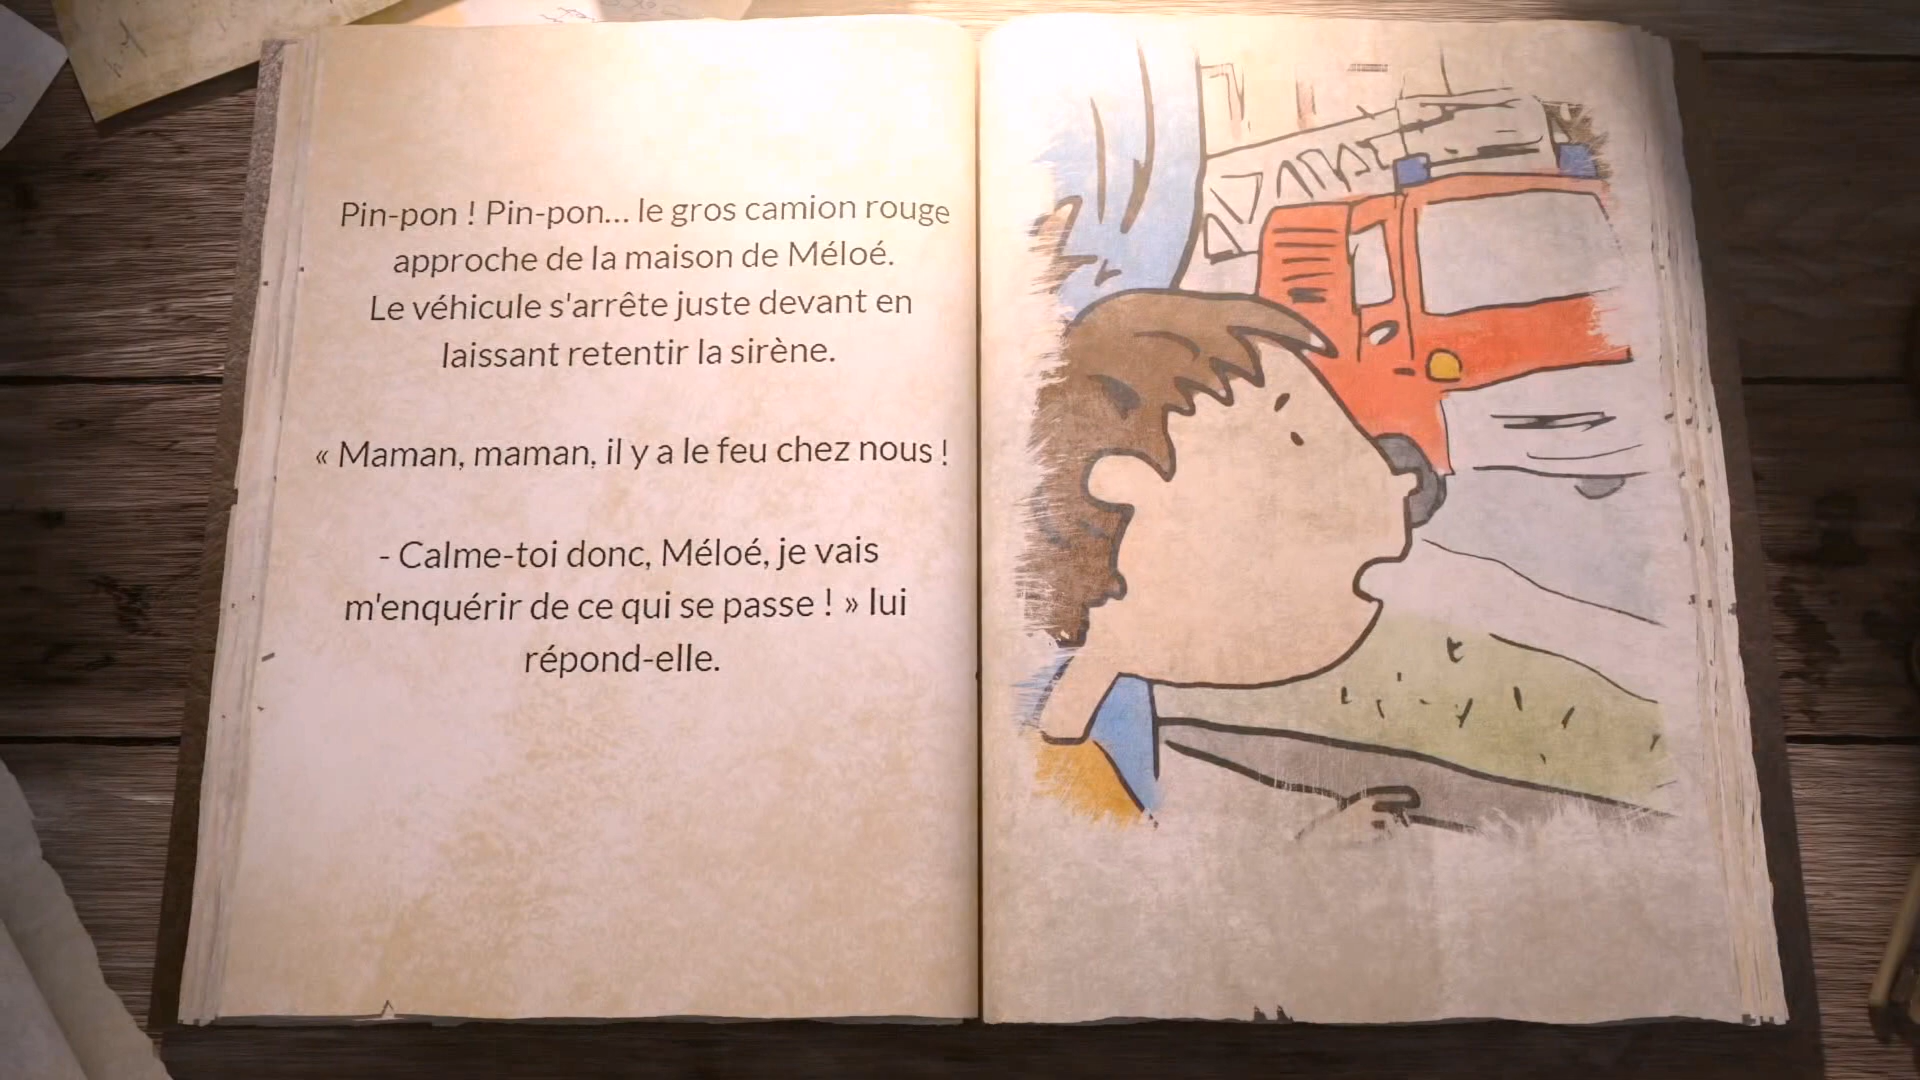 Pin-pon ! Pin-pon... le gros camion rouge
approche de la maison de Méloé.
Le véhicule s'arrête juste devant en
laissant retentir la sirène.
« Maman, maman, il y a le feu chez nous !
- Calme-toi donc, Méloé, je vais
m'enquérir de ce qui se passe ! » lui
répond-elle.